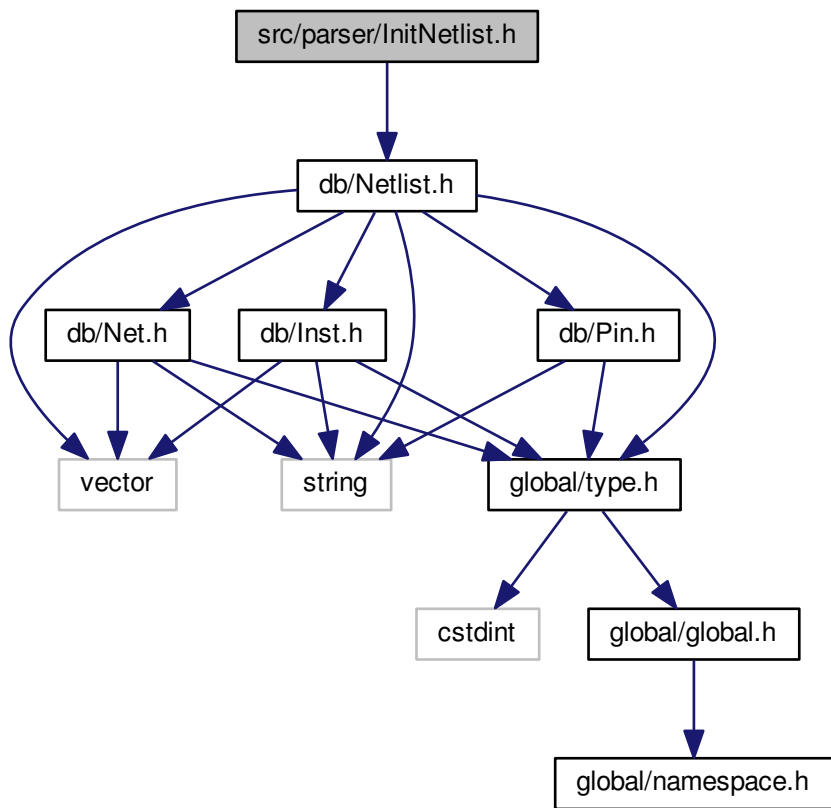 src/parser/InitNetlist.h
db/Netlist.h
db/Net.h
db/Inst.h
db/Pin.h
vector
string
global/type.h
cstdint
global/global.h
global/namespace.h